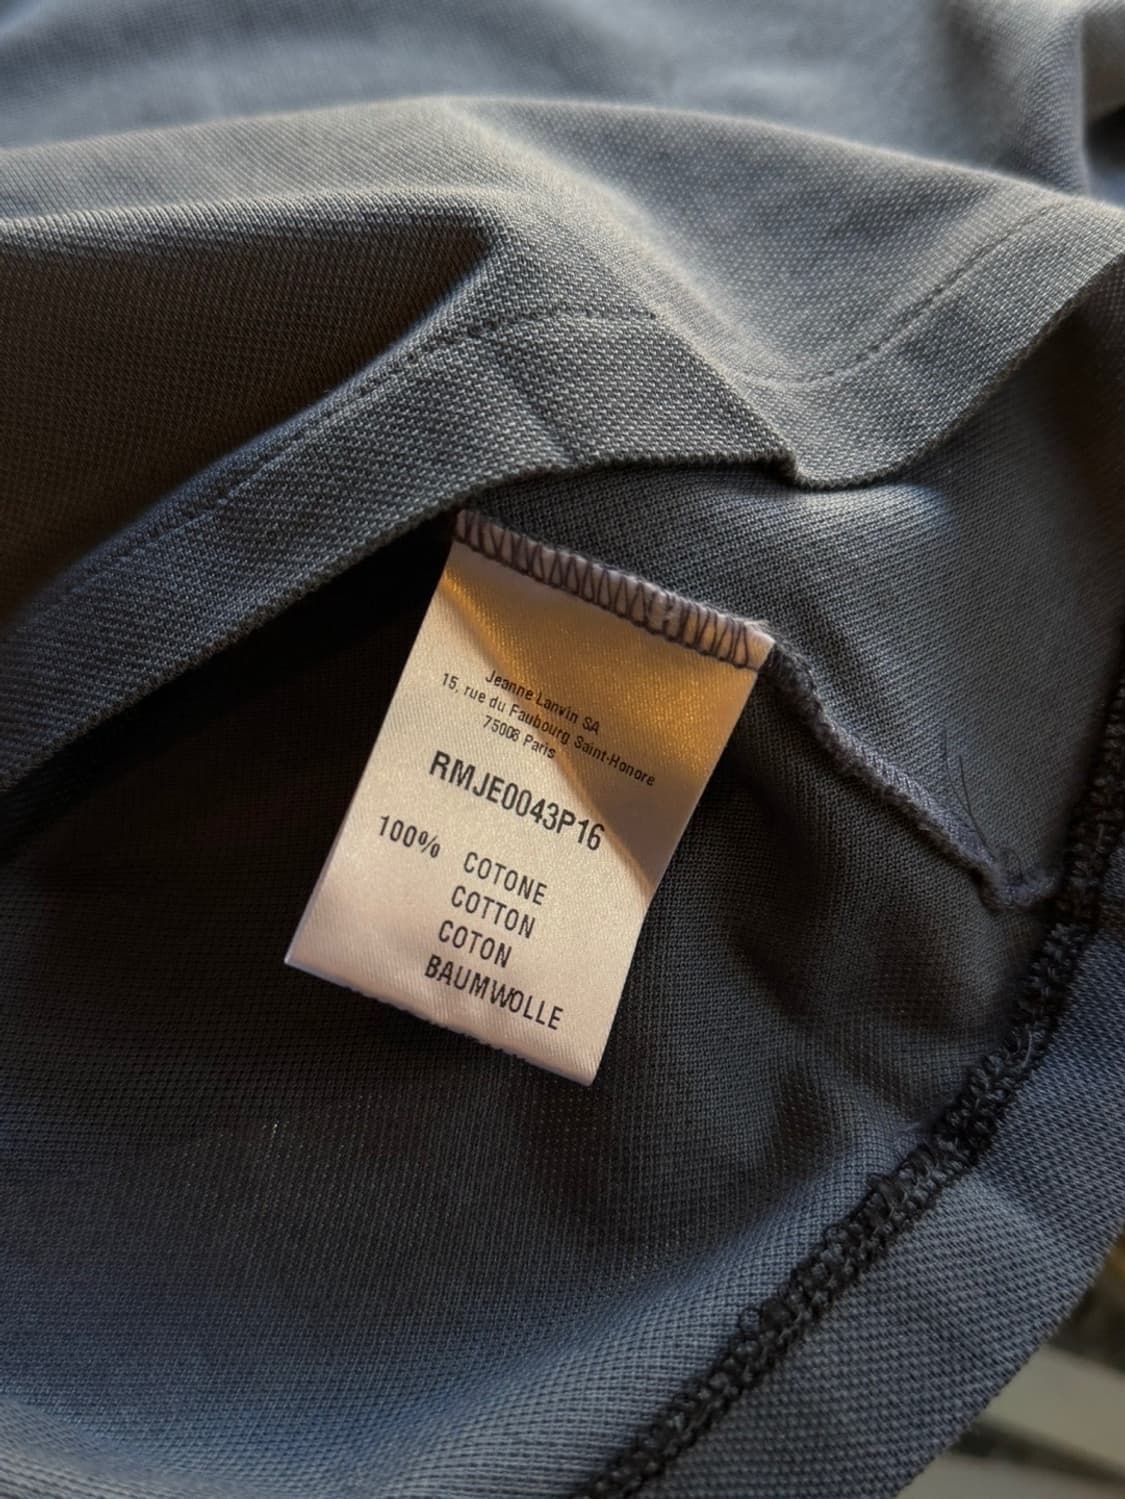 Jeanne Lanvin SA
15, rue du Faubourg Saint-Honore
75008 Paris
RMJE0043P16
100% COTONE
COTTON
COTON
BAUMWOLLE